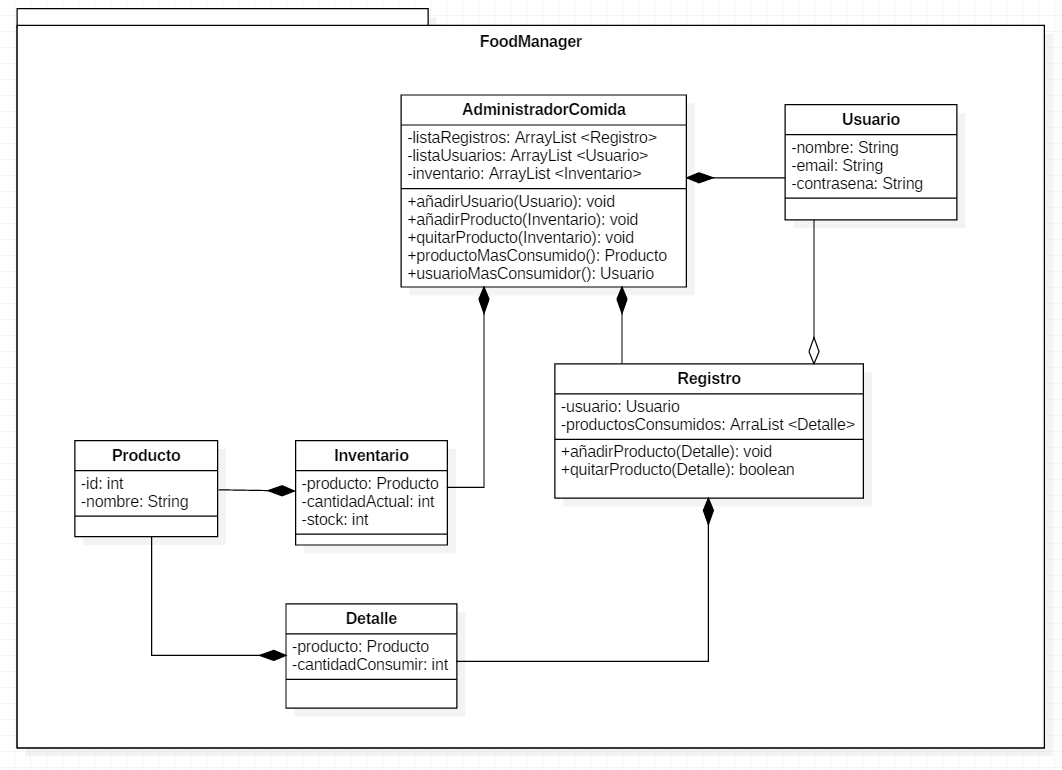 FoodManager
AdministradorComida
-listaRegistros: ArrayList <Registro>
-listaUsuarios: ArrayList <Usuario>
-inventario: ArrayList <Inventario>
+añadirUsuario(Usuario): void
+añadirProducto(Inventario): void
+quitarProducto(Inventario): void
+productoMasConsumido(): Producto
+usuarioMasConsumidor(): Usuario
Usuario
-nombre: String
-email: String
-contrasena: String
Registro
-usuario: Usuario
-productosConsumidos: ArraList <Detalle>
+añadirProducto(Detalle): void
+quitarProducto(Detalle): boolean
Producto
-id: int
-nombre: String
Inventario
-producto: Producto
-cantidadActual: int
-stock: int
Detalle
-producto: Producto
-cantidadConsumir: int